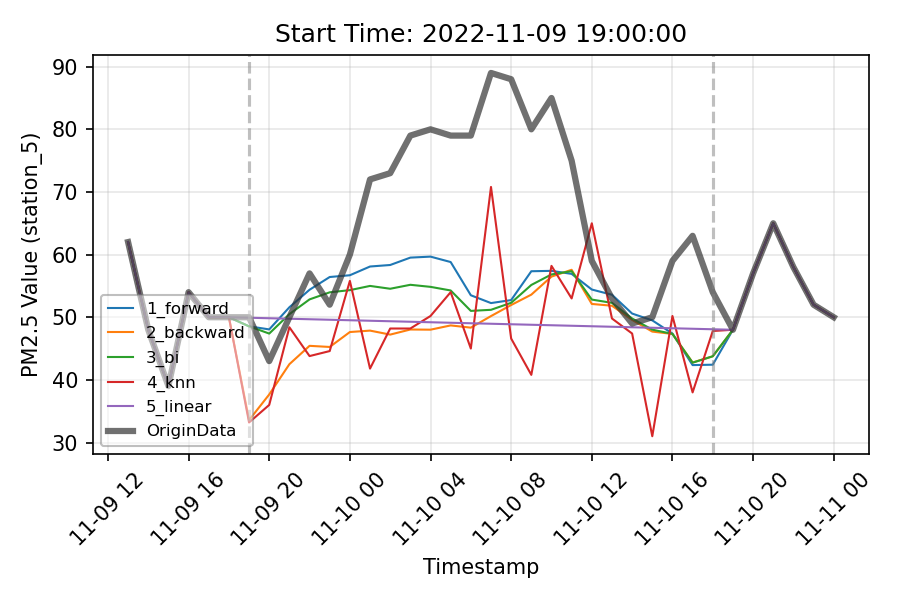 Start Time: 2022-11-09 19:00:00
PM2.5 Value (station_5)
90
80
70
60
50
40
30
1_forward
2_backward
3_bi
4_knn
5_linear
OriginData
11-09 12
11-09 16
11-09 20
11-10 00
11-10 04
11-10 08
11-10 12
11-10 16
11-10 20
11-11 00
Timestamp